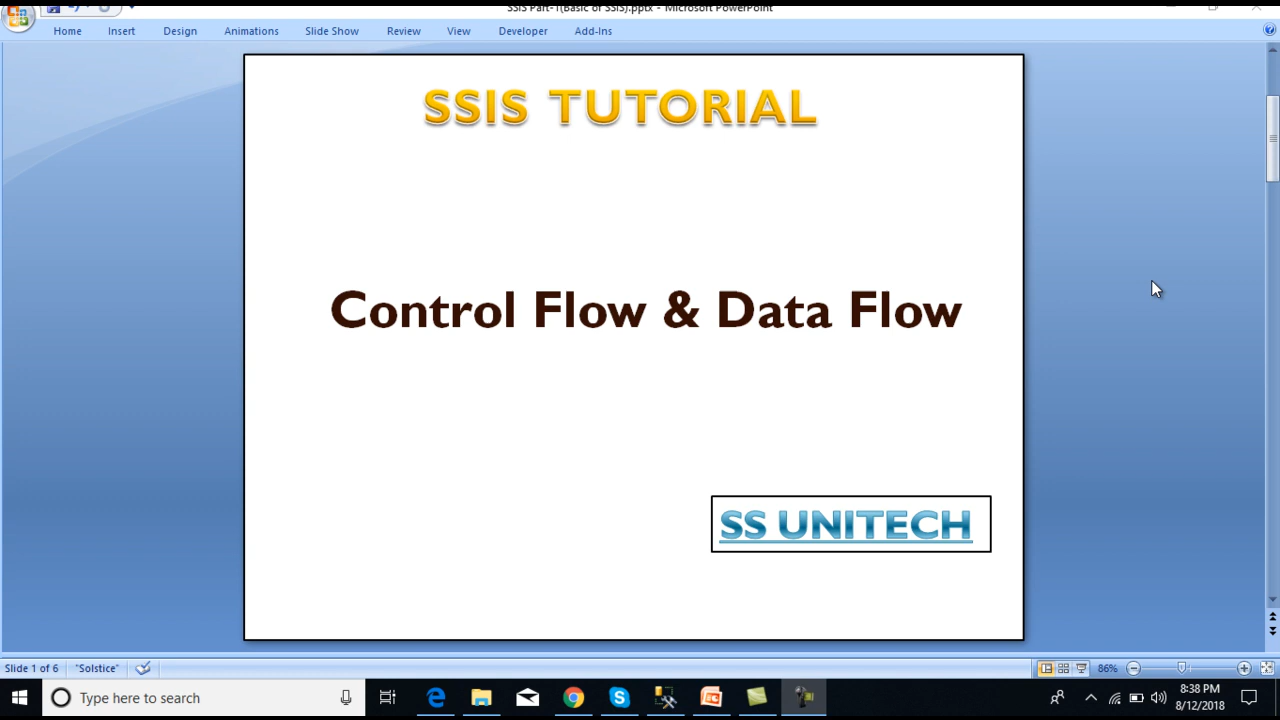 SSIS Part-1(Basic of SSIS).pptx - Microsoft PowerPoint
Home Insert Design Animations Slide Show Review View Developer Add-Ins
SSIS TUTORIAL
Control Flow & Data Flow
SS UNITECH
Slide 1 of 6 "Solstice" 86%
Type here to search
8:38 PM
8/12/2018